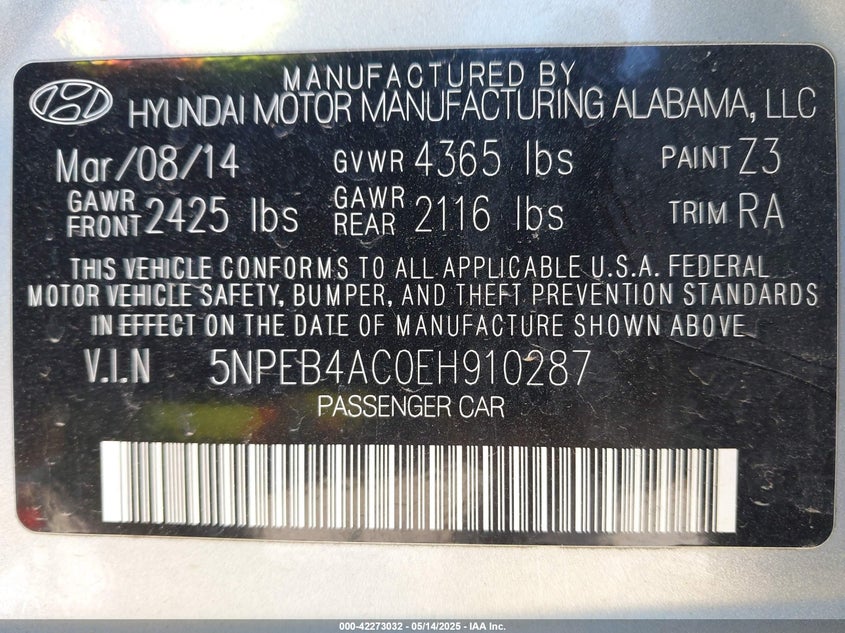 MANUFACTURED BY
HYUNDAI MOTOR MANUFACTURING ALABAMA, LLC
Mar/08/14 GVWR 4365 lbs PAINT Z3
GAWR FRONT 2425 lbs GAWR REAR 2116 lbs TRIM RA
THIS VEHICLE CONFORMS TO ALL APPLICABLE U.S.A. FEDERAL
MOTOR VEHICLE SAFETY, BUMPER, AND THEFT PREVENTION STANDARDS
IN EFFECT ON THE DATE OF MANUFACTURE SHOWN ABOVE
V.I.N 5NPEB4AC0EH910287
PASSENGER CAR
000-42273032 - 05/14/2025 - IAA Inc.